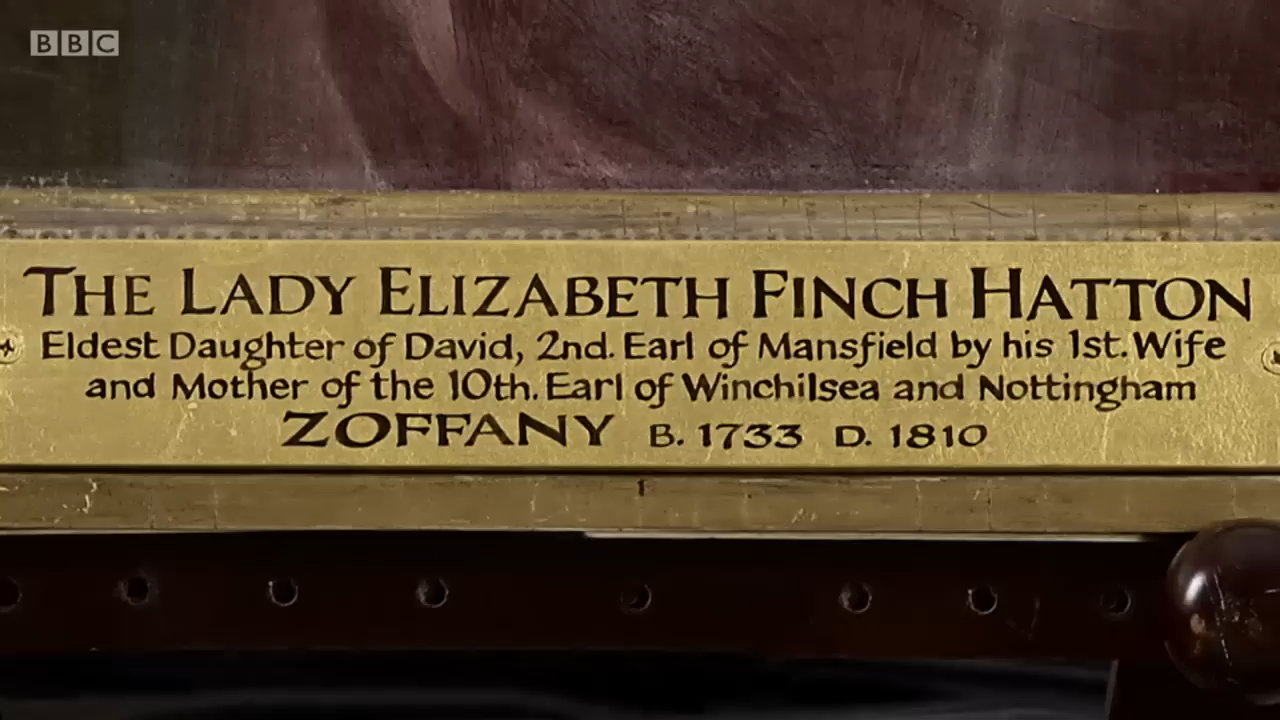 BBC
THE LADY ELIZABETH FINCH HATTON
Eldest Daughter of David, 2nd. Earl of Mansfield by his 1st. Wife
and Mother of the 10th. Earl of Winchilsea and Nottingham
ZOFFANY B. 1733 D. 1810